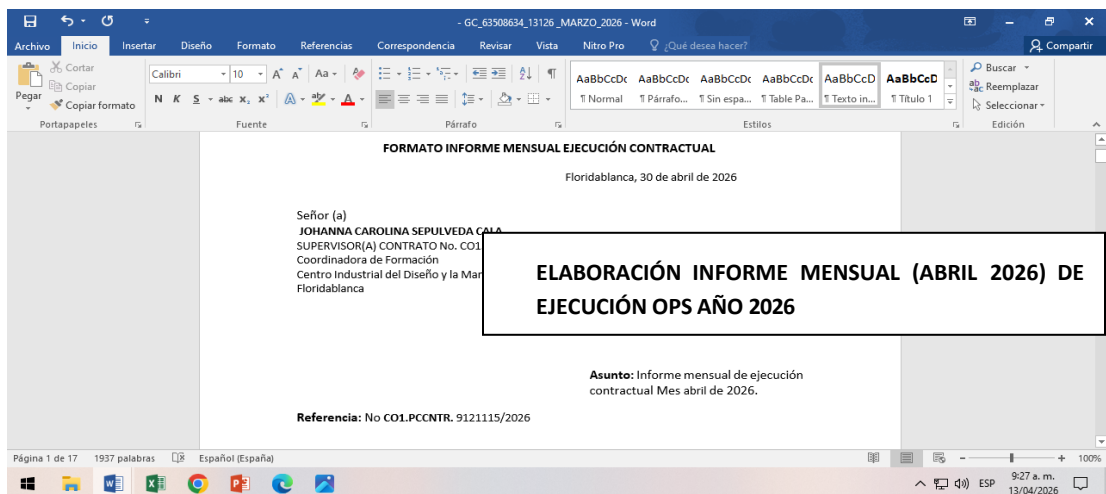 - GC_63508634_13126 _MARZO_2026 - Word
Archivo Inicio Insertar Diseño Formato Referencias Correspondencia Revisar Vista Nitro Pro ¿Qué desea hacer? Compartir
Pegar Cortar
Copiar
Copiar formato
Portapapeles
Calibri 10 A A Aa
N K S abc x₂ x² A aby A
Fuente
Párrafo
AaBbCcDc AaBbCcDc AaBbCcDc AaBbCcDc AaBbCcD AaBbCcD
¶ Normal ¶ Párrafo... ¶ Sin espa... ¶ Table Pa... ¶ Texto in... ¶ Título 1
Estilos
Buscar
Reemplazar
Seleccionar
Edición
FORMATO INFORME MENSUAL EJECUCIÓN CONTRACTUAL
Floridablanca, 30 de abril de 2026
Señor (a)
JOHANNA CAROLINA SEPULVEDA CALA
SUPERVISOR(A) CONTRATO No. CO1
Coordinadora de Formación
Centro Industrial del Diseño y la Man
Floridablanca
ELABORACIÓN INFORME MENSUAL (ABRIL 2026) DE
EJECUCIÓN OPS AÑO 2026
Asunto: Informe mensual de ejecución
contractual Mes abril de 2026.
Referencia: No CO1.PCCNTR. 9121115/2026
Página 1 de 17 1937 palabras Español (España) 100%
ESP 9:27 a. m.
13/04/2026